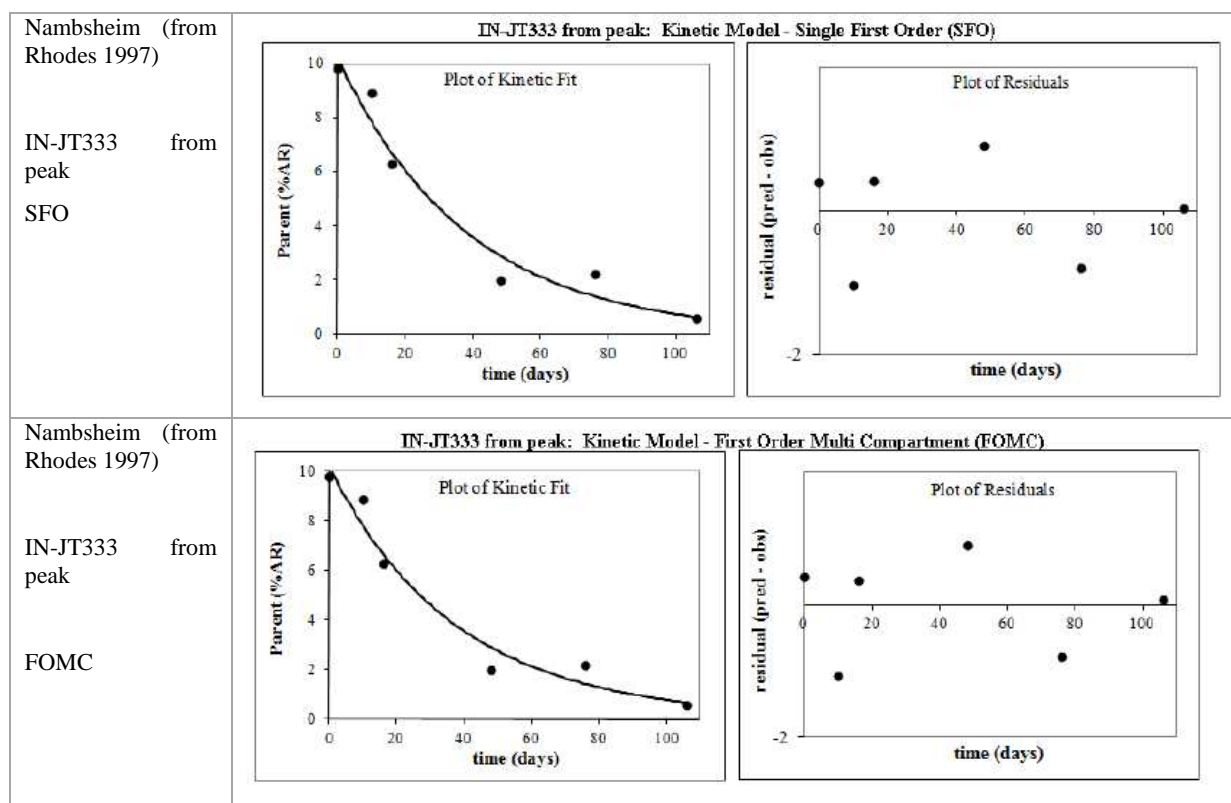 Nambsheim (from
Rhodes 1997)
IN-JT333 from
peak
SFO
IN-JT333 from peak: Kinetic Model - Single First Order (SFO)
Plot of Kinetic Fit
Parent (%AR)
10
8
6
4
2
0
0 20 40 60 80 100
time (days)
Plot of Residuals
residual (pred - obs)
0 20 40 60 80 100
-2
time (days)
Nambsheim (from
Rhodes 1997)
IN-JT333 from
peak
FOMC
IN-JT333 from peak: Kinetic Model - First Order Multi Compartment (FOMC)
Plot of Kinetic Fit
Parent (%AR)
10
8
6
4
2
0
0 20 40 60 80 100
time (days)
Plot of Residuals
residual (pred - obs)
0 20 40 60 80 100
-2
time (days)